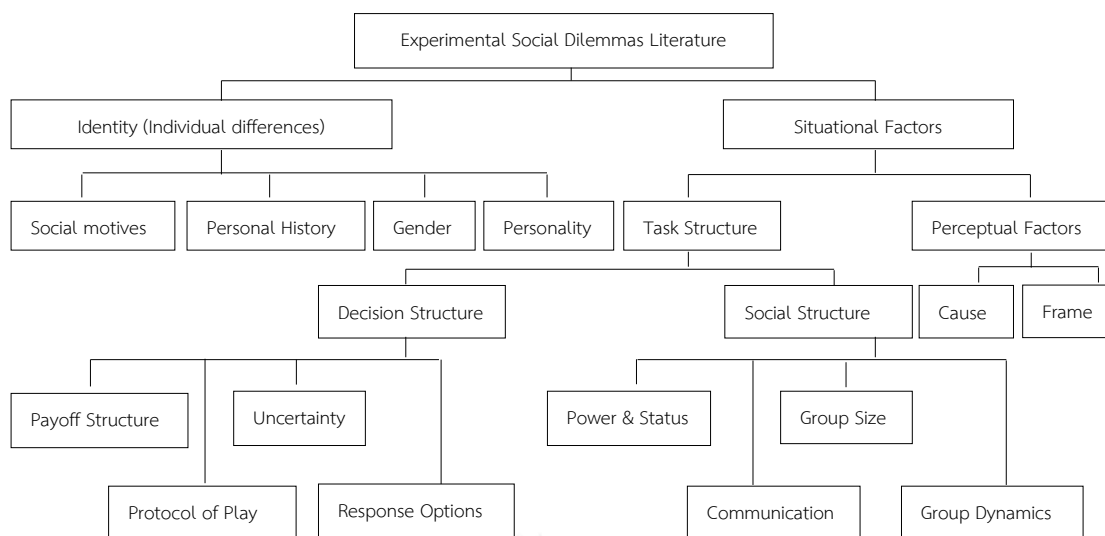 Experimental Social Dilemmas Literature
Identity (Individual differences)
Situational Factors
Social motives
Personal History
Gender
Personality
Task Structure
Perceptual Factors
Decision Structure
Social Structure
Cause
Frame
Payoff Structure
Uncertainty
Power & Status
Group Size
Protocol of Play
Response Options
Communication
Group Dynamics